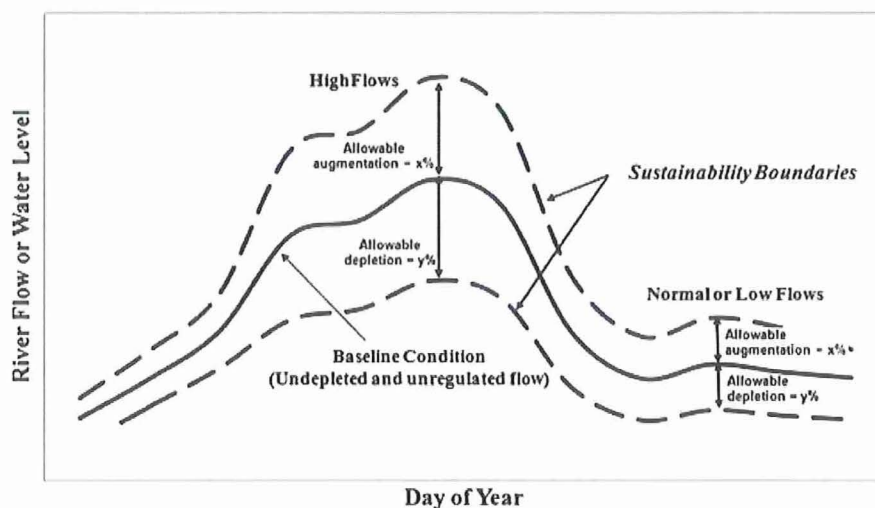 River Flow or Water Level
High Flows
Allowable
augmentation = x%
Sustainability Boundaries
Allowable
depletion = y%
Normal or Low Flows
Allowable
augmentation = x%
Baseline Condition
(Undepleted and unregulated flow)
Allowable
depletion = y%
Day of Year